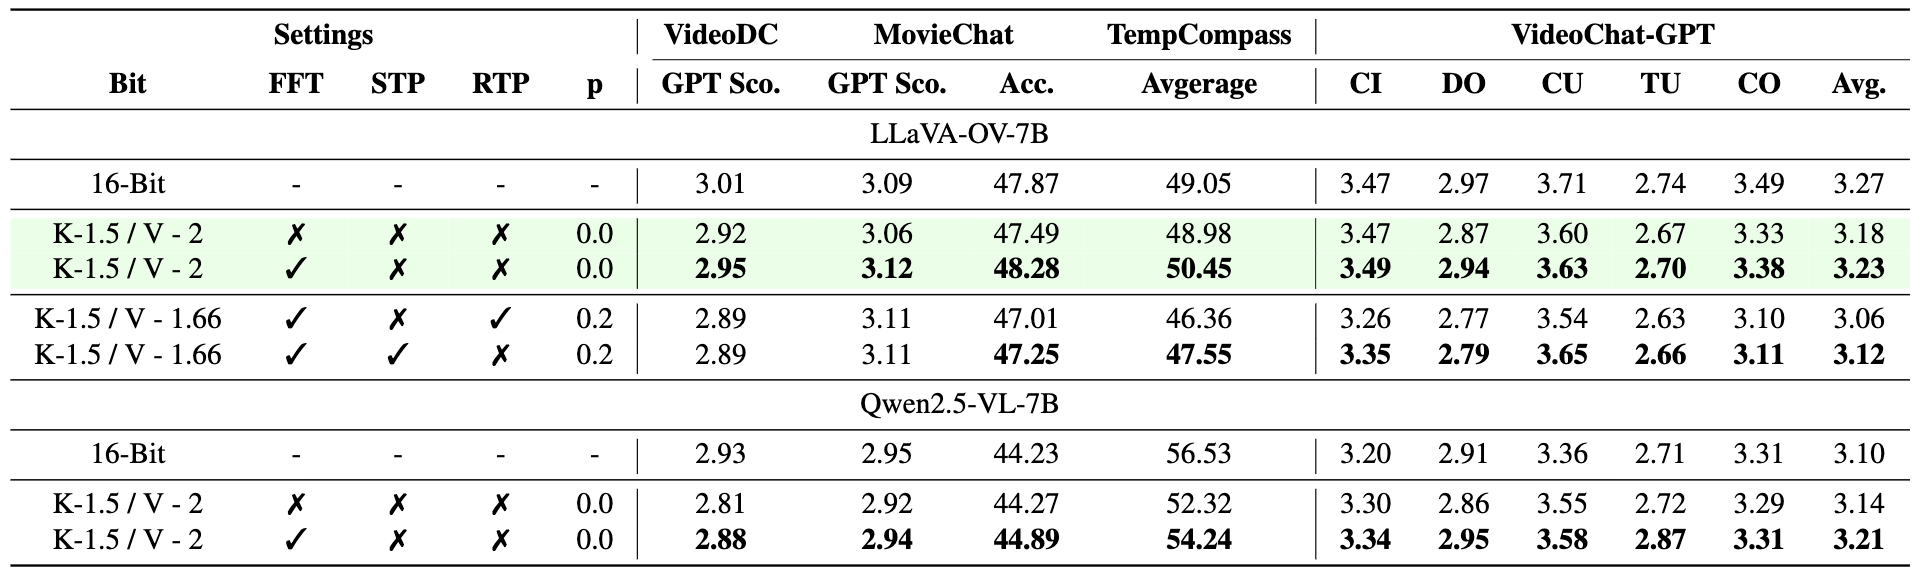 Settings VideoDC MovieChat TempCompass VideoChat-GPT
Bit FFT STP RTP p GPT Sco. GPT Sco. Acc. Avgerage CI DO CU TU CO Avg.
LLaVA-OV-7B
16-Bit - - - - 3.01 3.09 47.87 49.05 3.47 2.97 3.71 2.74 3.49 3.27
K-1.5 / V - 2 ✗ ✗ ✗ 0.0 2.92 3.06 47.49 48.98 3.47 2.87 3.60 2.67 3.33 3.18
K-1.5 / V - 2 ✓ ✗ ✗ 0.0 2.95 3.12 48.28 50.45 3.49 2.94 3.63 2.70 3.38 3.23
K-1.5 / V - 1.66 ✓ ✗ ✓ 0.2 2.89 3.11 47.01 46.36 3.26 2.77 3.54 2.63 3.10 3.06
K-1.5 / V - 1.66 ✓ ✓ ✗ 0.2 2.89 3.11 47.25 47.55 3.35 2.79 3.65 2.66 3.11 3.12
Qwen2.5-VL-7B
16-Bit - - - - 2.93 2.95 44.23 56.53 3.20 2.91 3.36 2.71 3.31 3.10
K-1.5 / V - 2 ✗ ✗ ✗ 0.0 2.81 2.92 44.27 52.32 3.30 2.86 3.55 2.72 3.29 3.14
K-1.5 / V - 2 ✓ ✗ ✗ 0.0 2.88 2.94 44.89 54.24 3.34 2.95 3.58 2.87 3.31 3.21